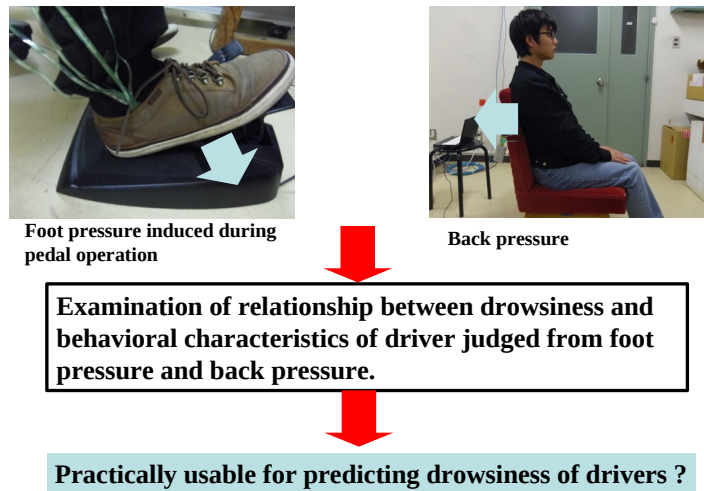 Foot pressure induced during
pedal operation
Back pressure
Examination of relationship between drowsiness and
behavioral characteristics of driver judged from foot
pressure and back pressure.
Practically usable for predicting drowsiness of drivers ?